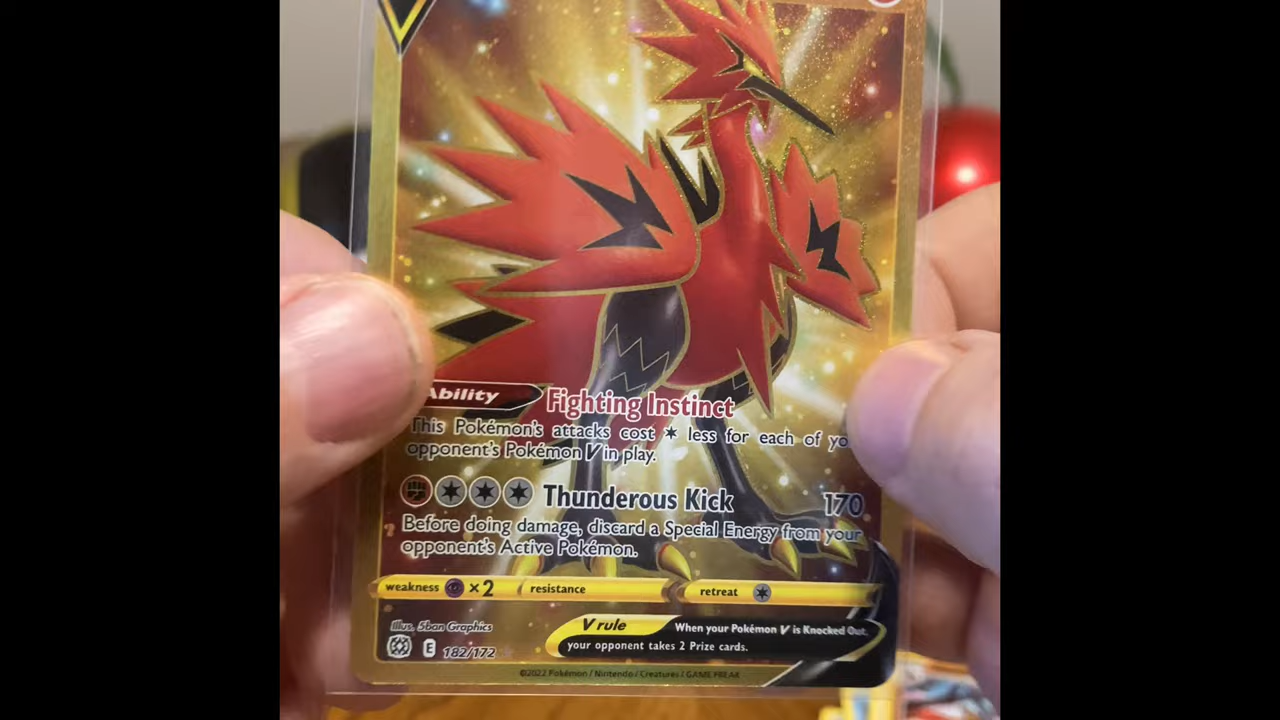 V
Ability Fighting Instinct
This Pokémon's attacks cost less for each of yo
opponent's Pokémon V in play.
Thunderous Kick 170
Before doing damage, discard a Special Energy from your
opponent's Active Pokémon.
weakness ×2 resistance retreat
Illus. 5ban Graphics
V rule When your Pokémon V is Knocked Out,
your opponent takes 2 Prize cards.
E 182/172
©2022 Pokémon / Nintendo / Creatures / GAME FREAK